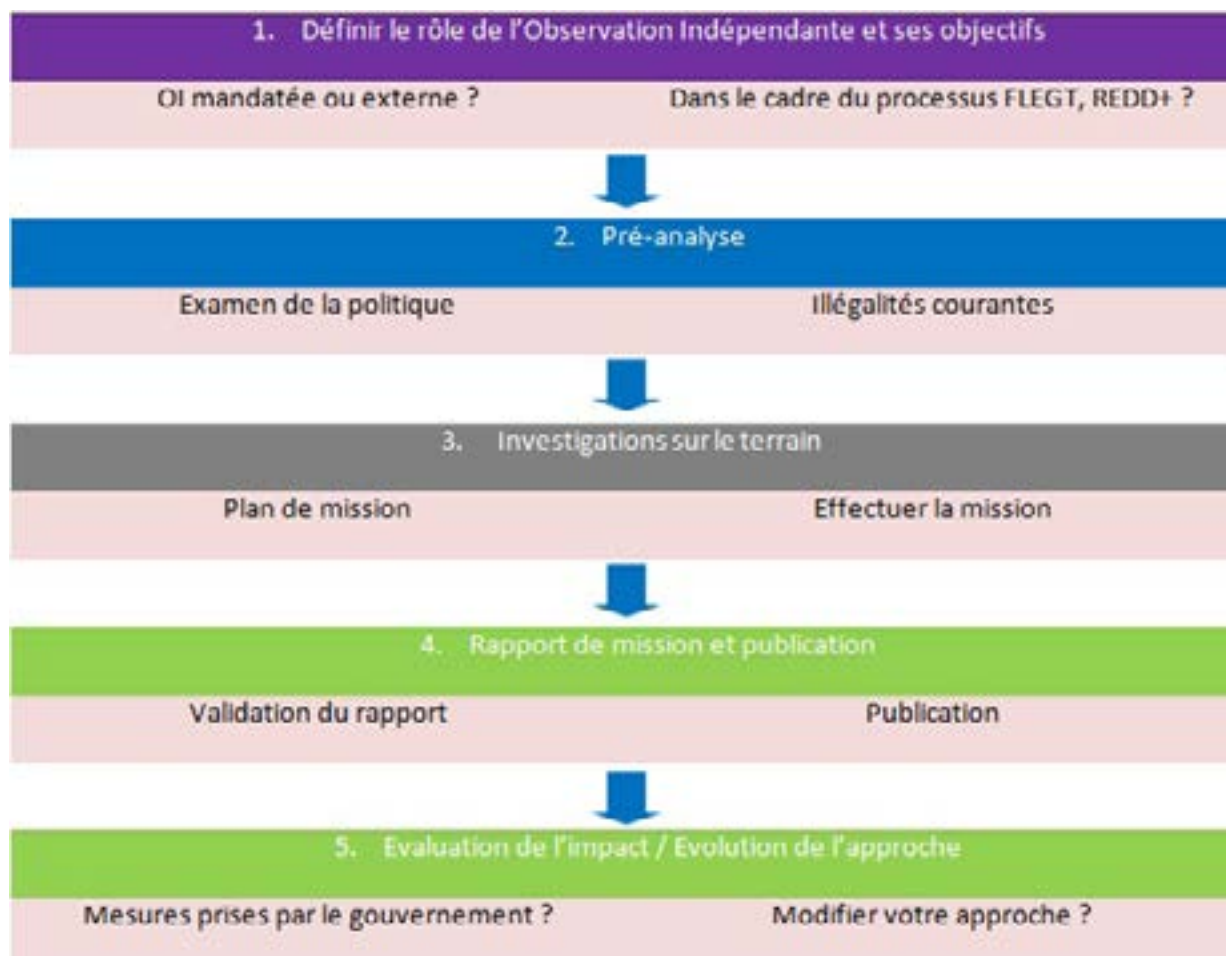 1. Définir le rôle de l'Observation Indépendante et ses objectifs
OI mandatée ou externe ? Dans le cadre du processus FLEGT, REDD+ ?
2. Pré-analyse
Examen de la politique Illégalités courantes
3. Investigations sur le terrain
Plan de mission Effectuer la mission
4. Rapport de mission et publication
Validation du rapport Publication
5. Evaluation de l'impact / Evolution de l'approche
Mesures prises par le gouvernement ? Modifier votre approche ?